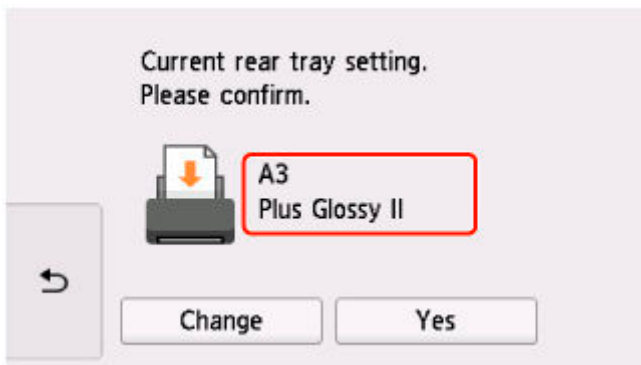 Current rear tray setting.
Please confirm.
A3
Plus Glossy II
Change
Yes